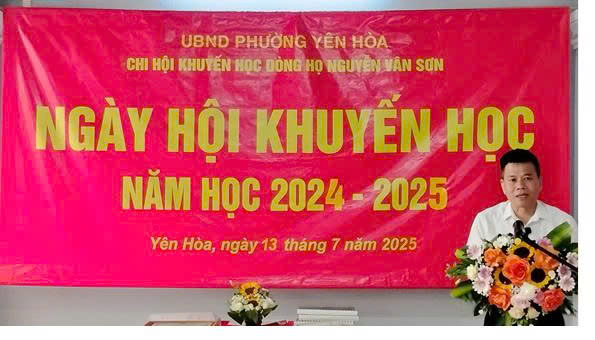 UBND PHƯỜNG YÊN HÒA
CHI HỘI KHUYẾN HỌC DÒNG HỌ NGUYỄN VĂN SƠN
NGÀY HỘI KHUYẾN HỌC
NĂM HỌC 2024 - 2025
Yên Hòa, ngày 13 tháng 7 năm 2025